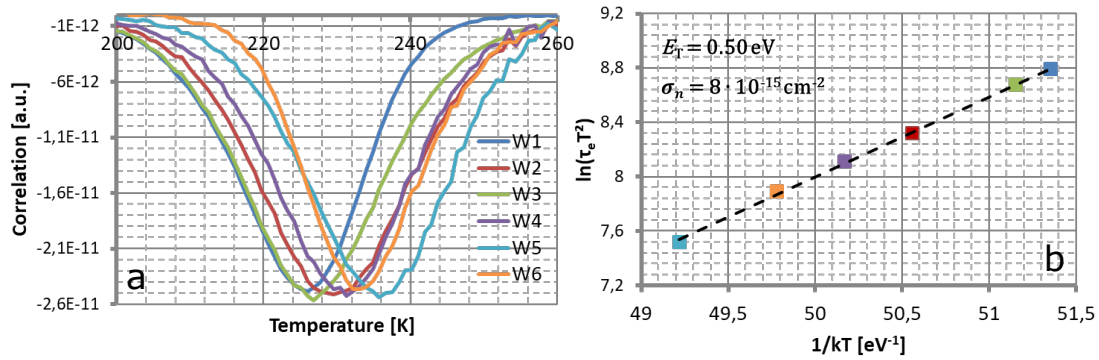 -1E-12
-6E-12
-1,1E-11
-1,6E-11
-2,1E-11
-2,6E-11
200
220
240
260
Correlation [a.u.]
Temperature [K]
W1
W2
W3
W4
W5
W6
a
9,2
8,8
8,4
8
7,6
7,2
ln(τₑT²)
E_T = 0.50 eV
σ_n = 8 · 10⁻¹⁵ cm⁻²
b
49
49,5
50
50,5
51
51,5
1/kT [eV⁻¹]